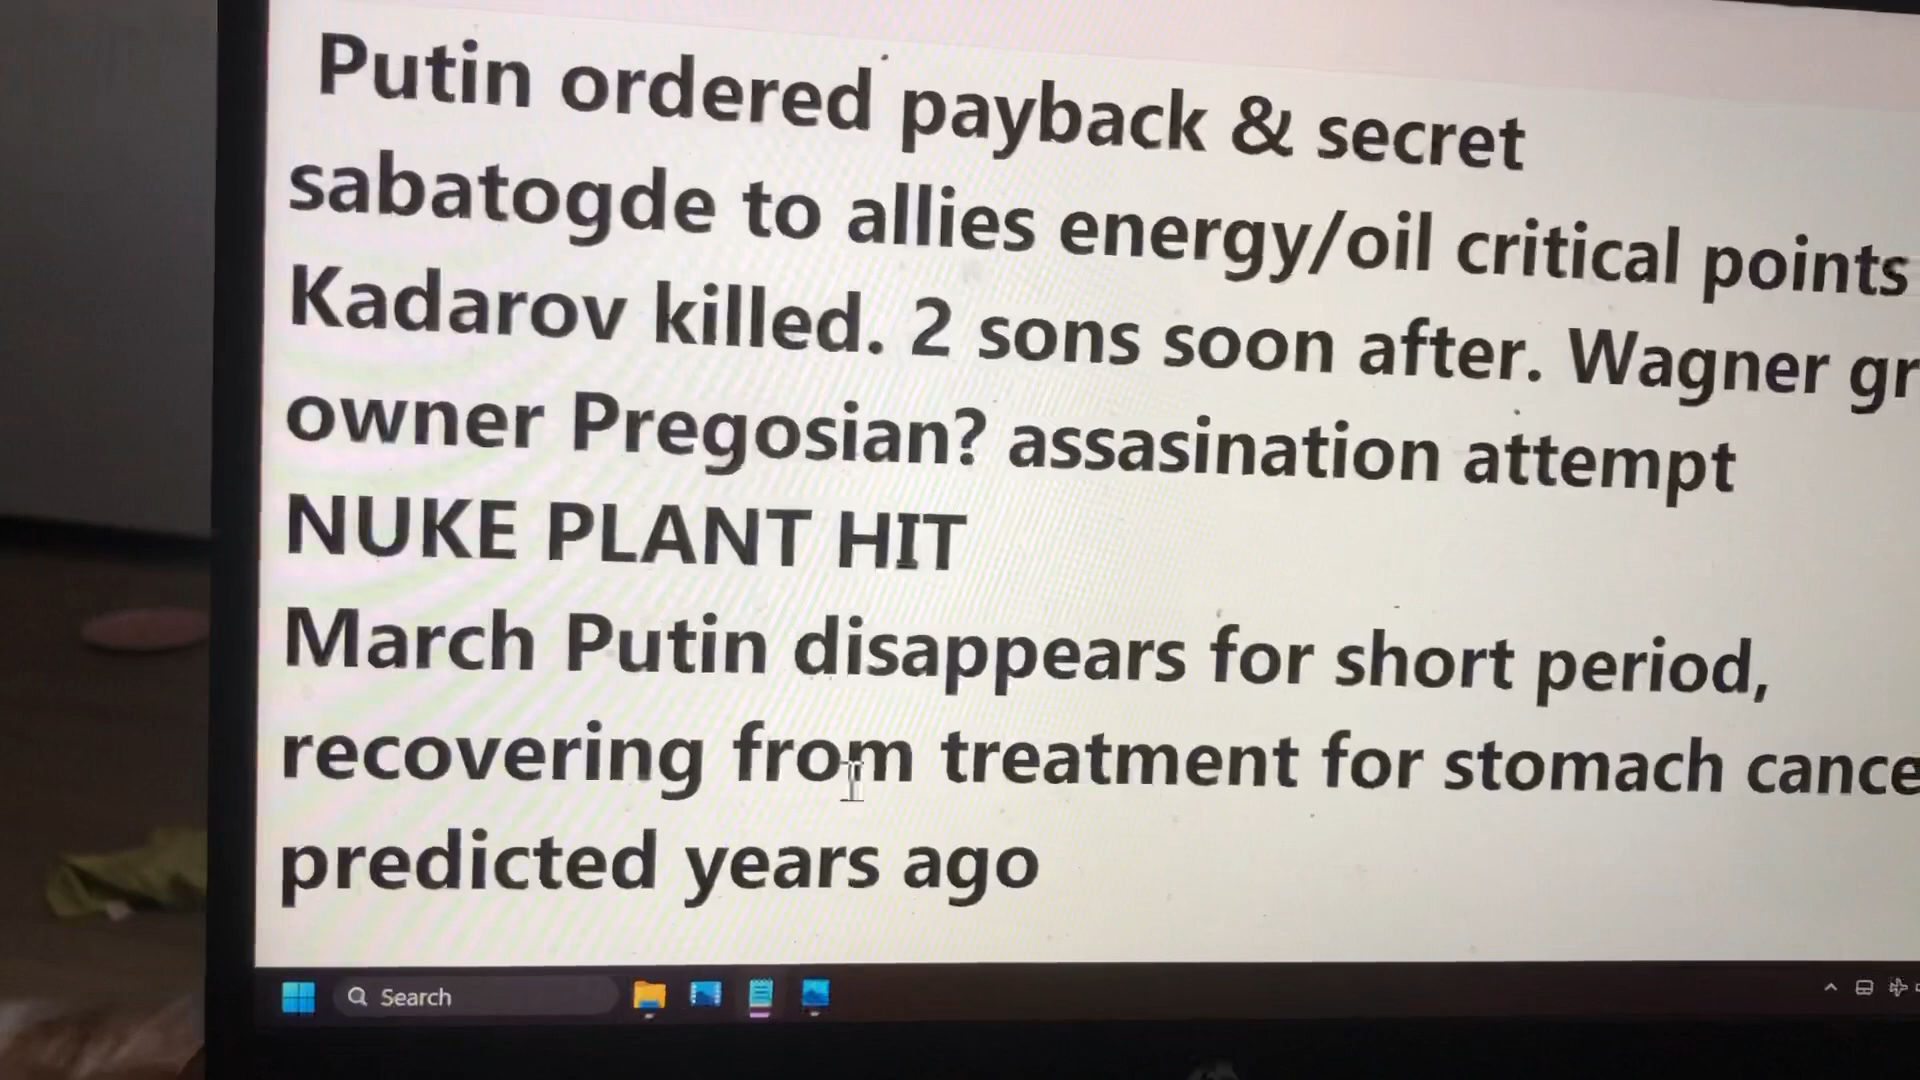 Putin ordered payback & secret
sabatogde to allies energy/oil critical points
Kadarov killed. 2 sons soon after. Wagner gr
owner Pregosian? assasination attempt
NUKE PLANT HIT
March Putin disappears for short period,
recovering from treatment for stomach cance
predicted years ago
Search